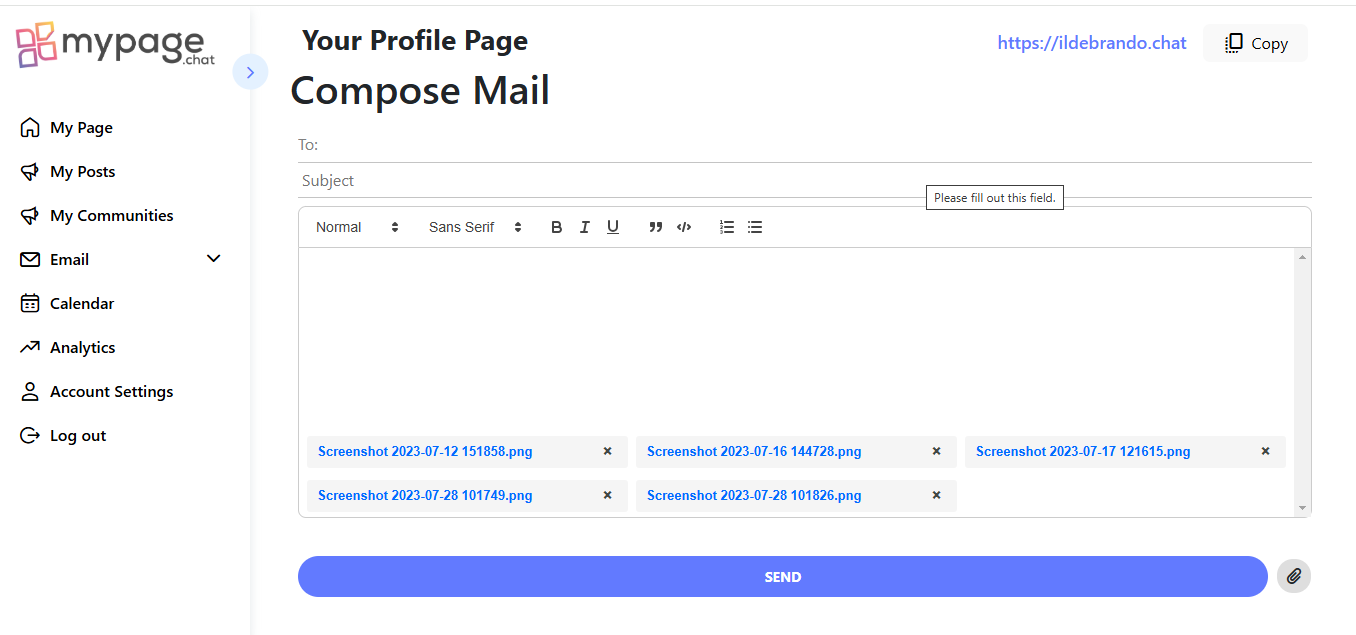 mypage
.chat
My Page
My Posts
My Communities
Email
Calendar
Analytics
Account Settings
Log out
Your Profile Page
https://ildebrando.chat
Copy
Compose Mail
To:
Subject
Please fill out this field.
Normal Sans Serif B I U
Screenshot 2023-07-12 151858.png × Screenshot 2023-07-16 144728.png × Screenshot 2023-07-17 121615.png ×
Screenshot 2023-07-28 101749.png × Screenshot 2023-07-28 101826.png ×
SEND